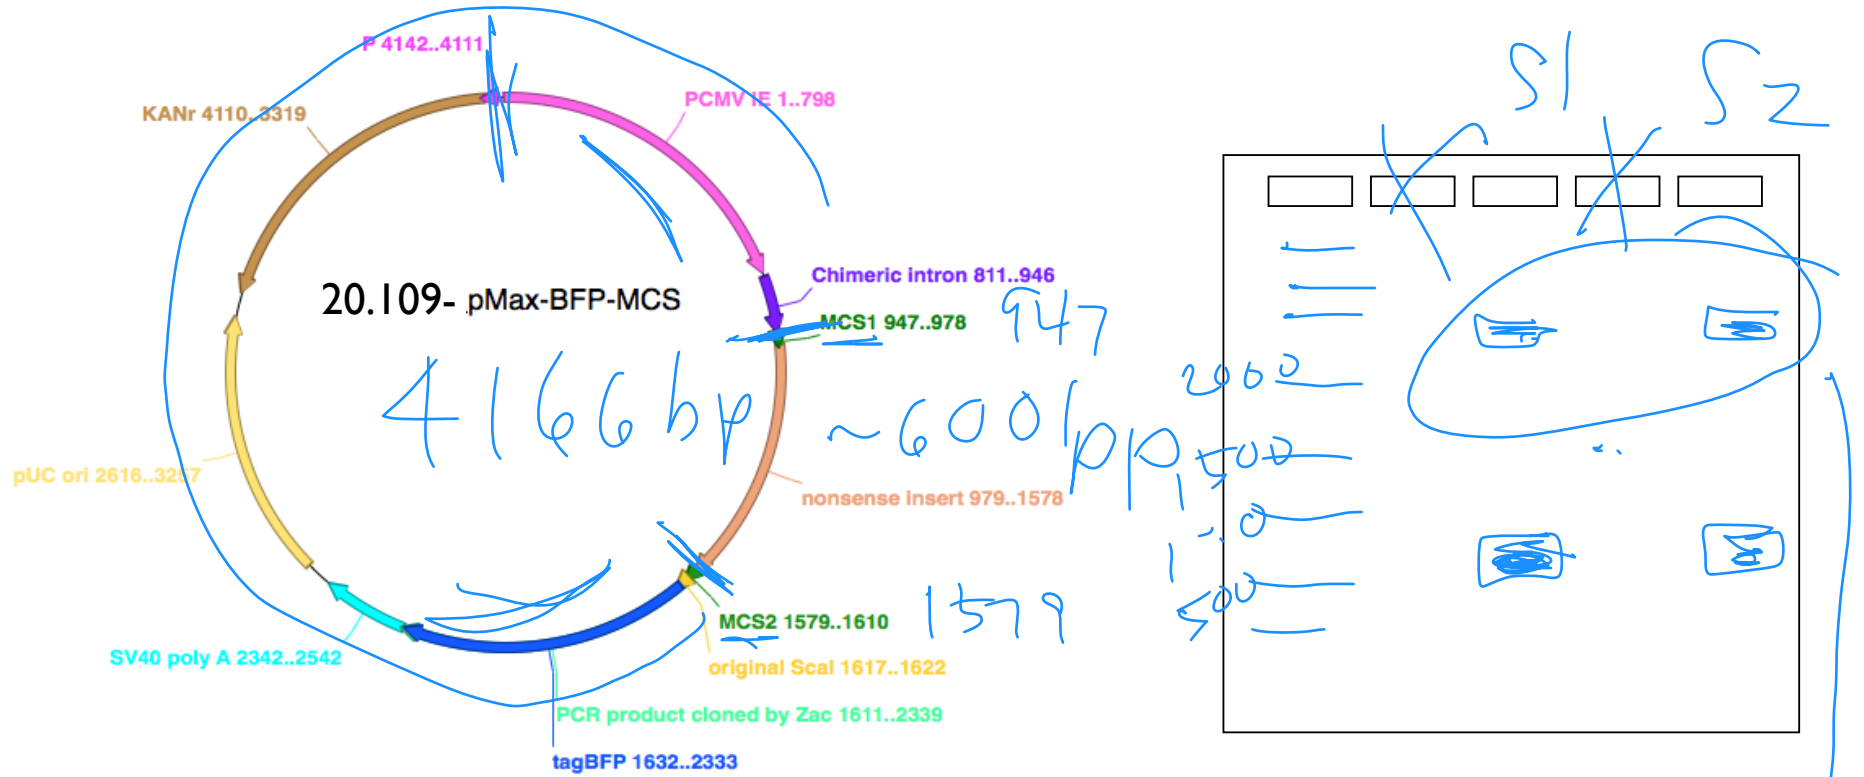 P 4142..4111
PCMV IE 1..798
KANr 4110..3319
S1
S2
Chimeric intron 811..946
20.109- pMax-BFP-MCS
MCS1 947..978
947
4166 bp
~600bp
2000
1500
pUC ori 2616..3257
nonsense insert 979..1578
500
MCS2 1579..1610
1579
SV40 poly A 2342..2542
original ScaI 1617..1622
PCR product cloned by Zac 1611..2339
tagBFP 1632..2333